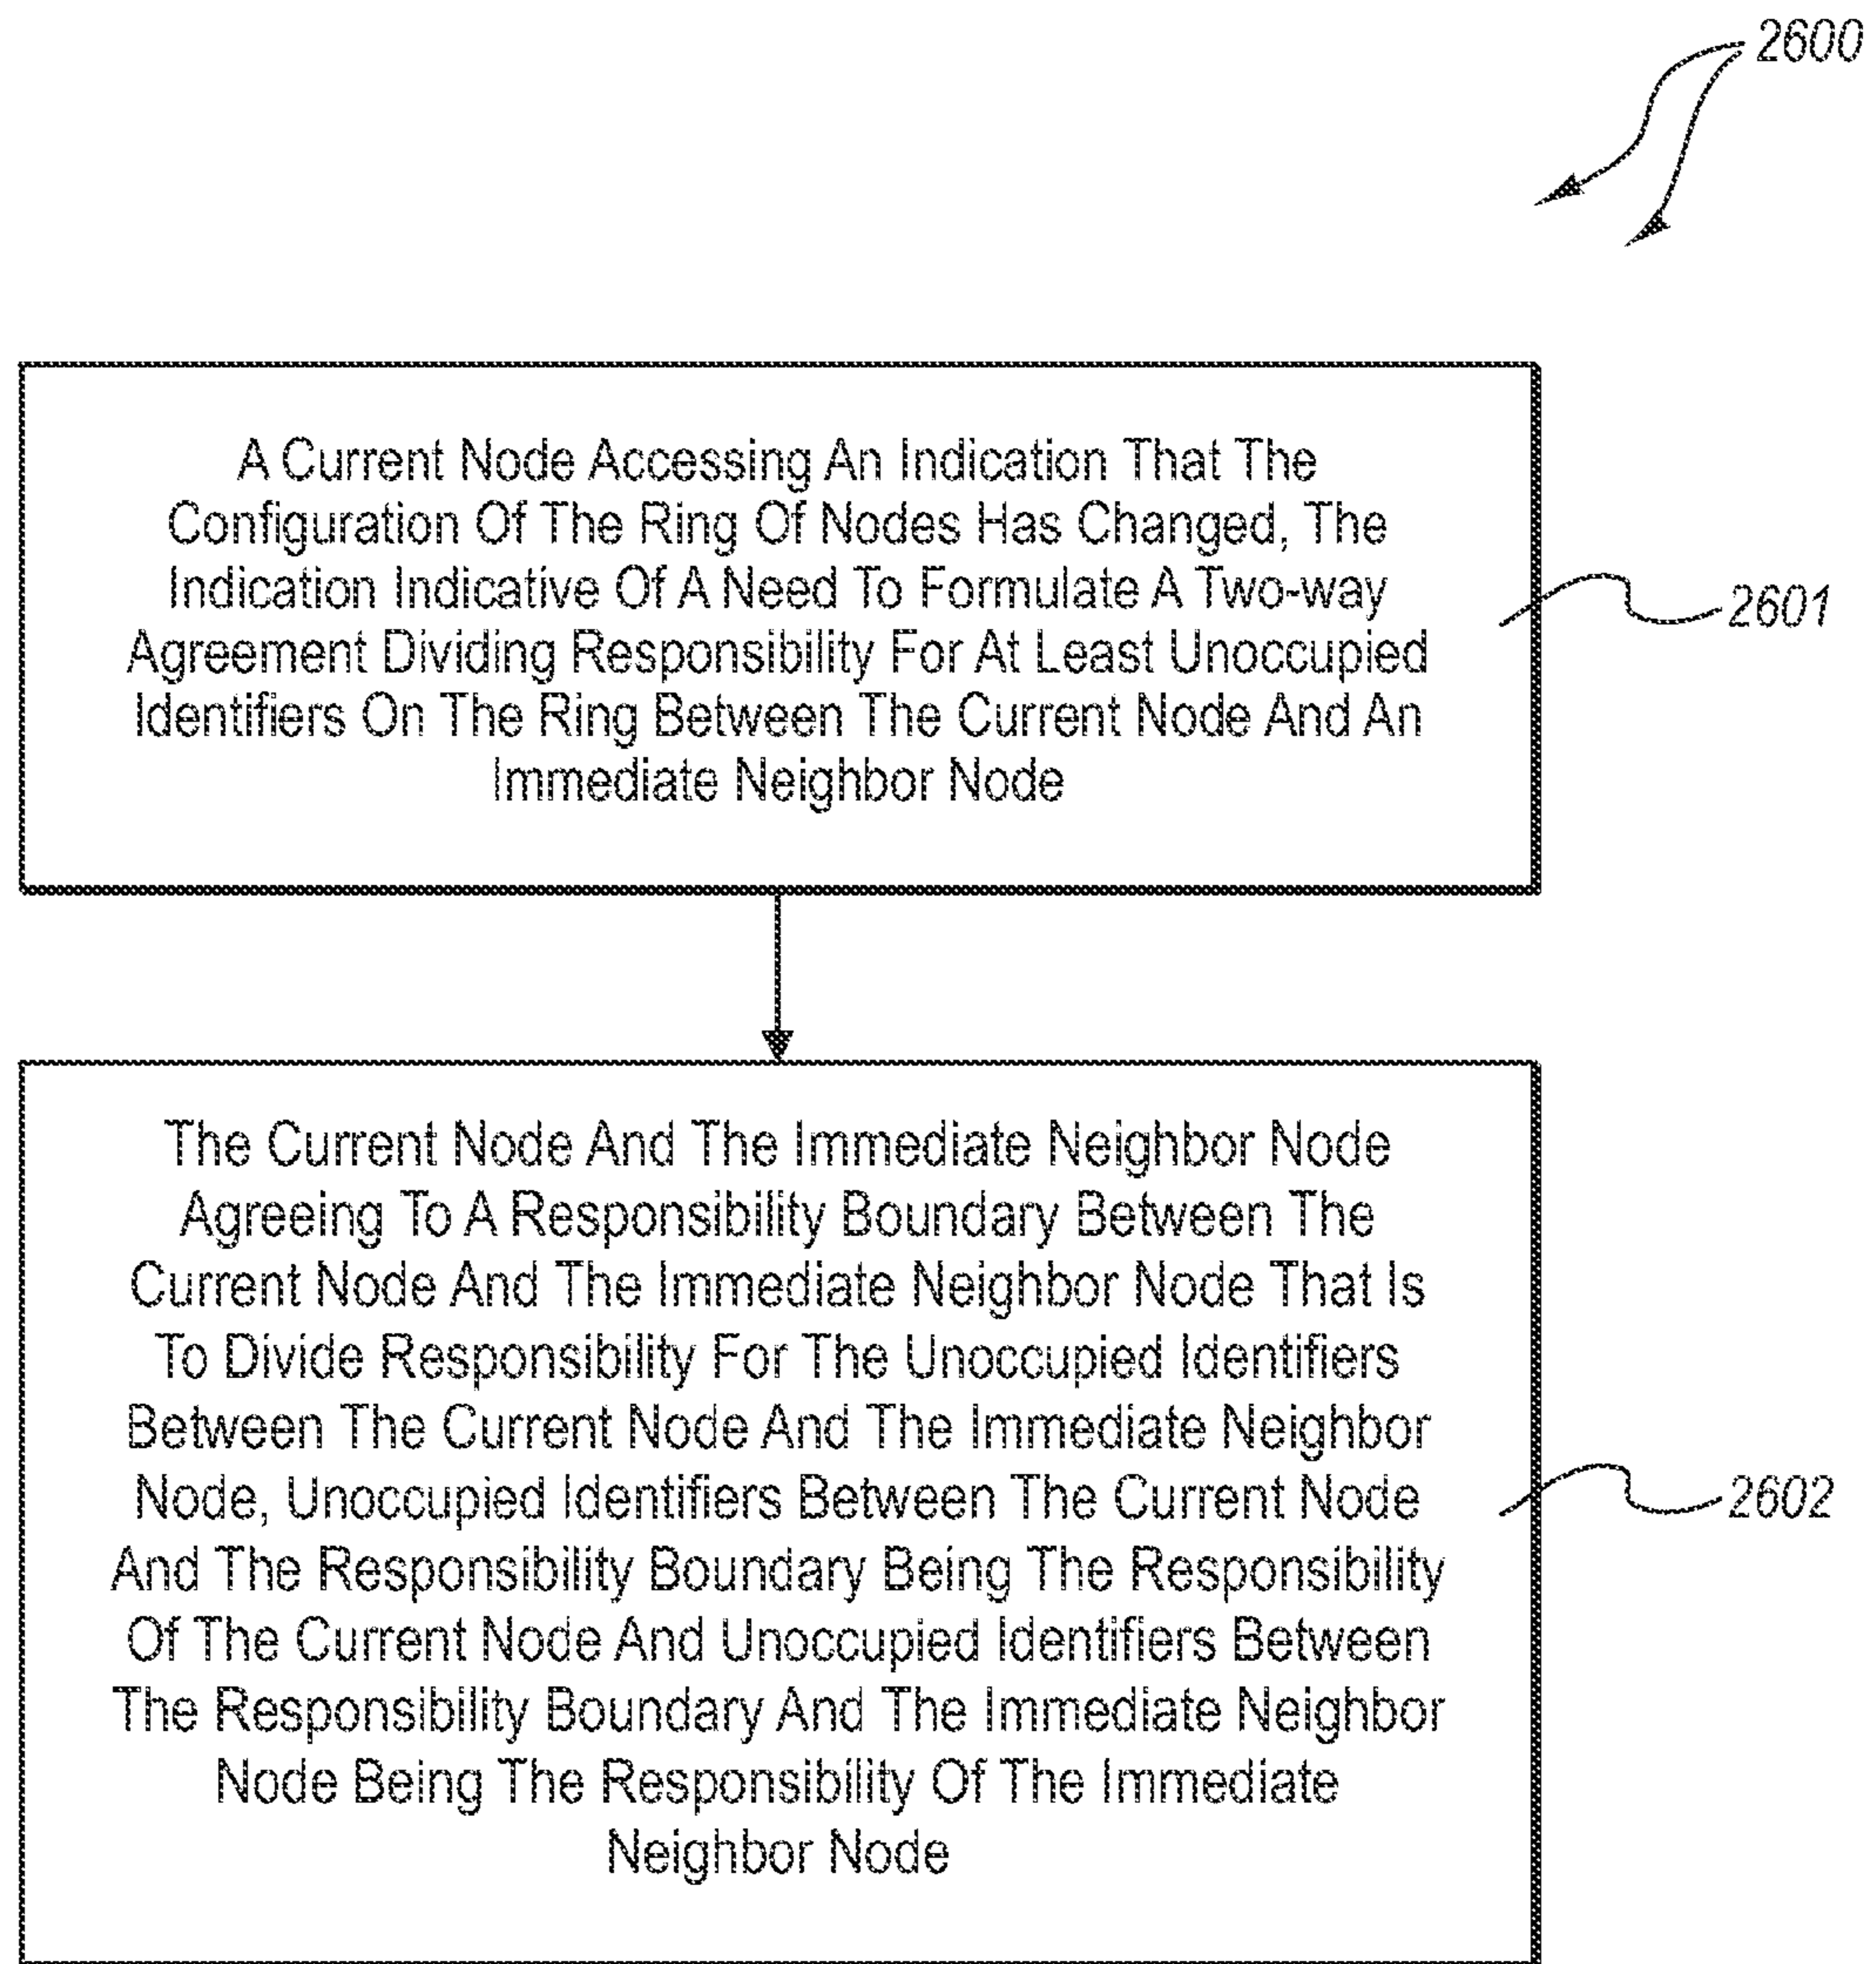 2600
A Current Node Accessing An Indication That The
Configuration Of The Ring Of Nodes Has Changed, The
Indication Indicative Of A Need To Formulate A Two-way
Agreement Dividing Responsibility For At Least Unoccupied
Identifiers On The Ring Between The Current Node And An
Immediate Neighbor Node
2601
The Current Node And The Immediate Neighbor Node
Agreeing To A Responsibility Boundary Between The
Current Node And The Immediate Neighbor Node That Is
To Divide Responsibility For The Unoccupied Identifiers
Between The Current Node And The Immediate Neighbor
Node, Unoccupied Identifiers Between The Current Node
And The Responsibility Boundary Being The Responsibility
Of The Current Node And Unoccupied Identifiers Between
The Responsibility Boundary And The Immediate Neighbor
Node Being The Responsibility Of The Immediate
Neighbor Node
2602